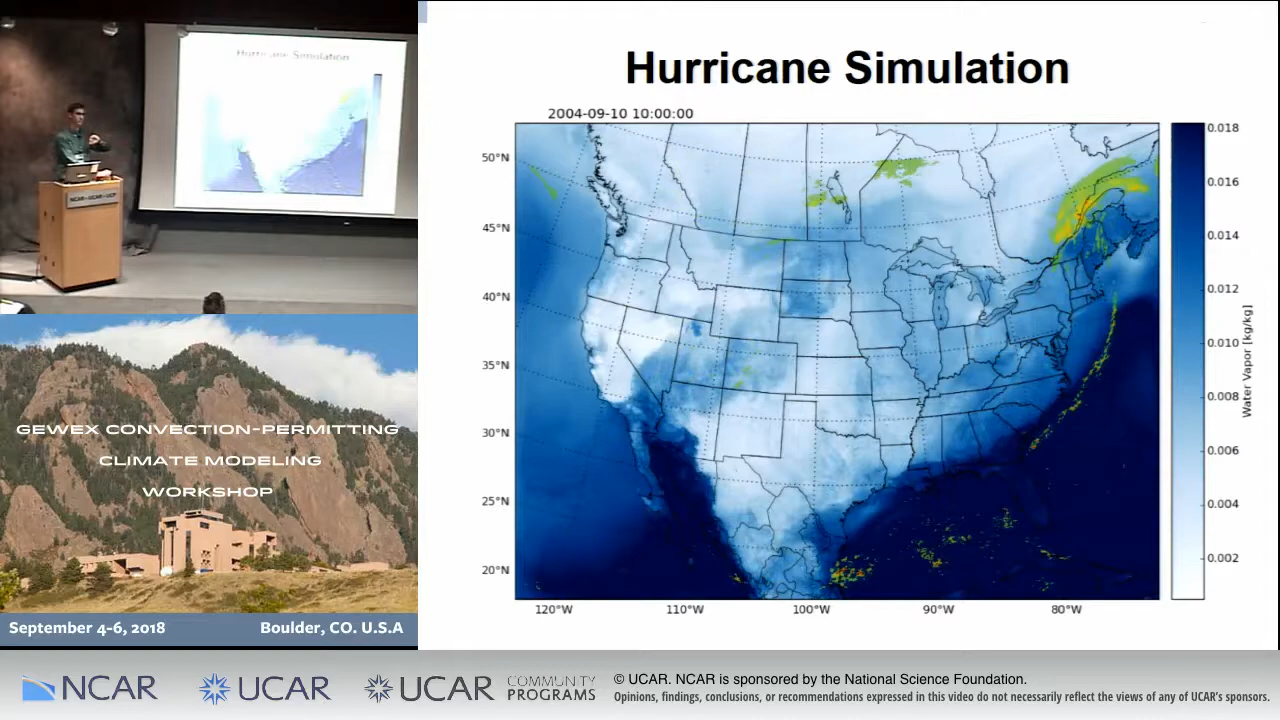 Hurricane Simulation
NCAR-UCAR-UCP
Hurricane Simulation
2004-09-10 10:00:00
50°N
45°N
40°N
35°N
30°N
25°N
20°N
120°W
110°W
100°W
90°W
80°W
0.018
0.016
0.014
0.012
0.010
0.008
0.006
0.004
0.002
Water Vapor [kg/kg]
GEWEX CONVECTION-PERMITTING
CLIMATE MODELING
WORKSHOP
September 4-6, 2018
Boulder, CO. U.S.A
NCAR
UCAR
UCAR
COMMUNITY
PROGRAMS
© UCAR. NCAR is sponsored by the National Science Foundation.
Opinions, findings, conclusions, or recommendations expressed in this video do not necessarily reflect the views of any of UCAR's sponsors.